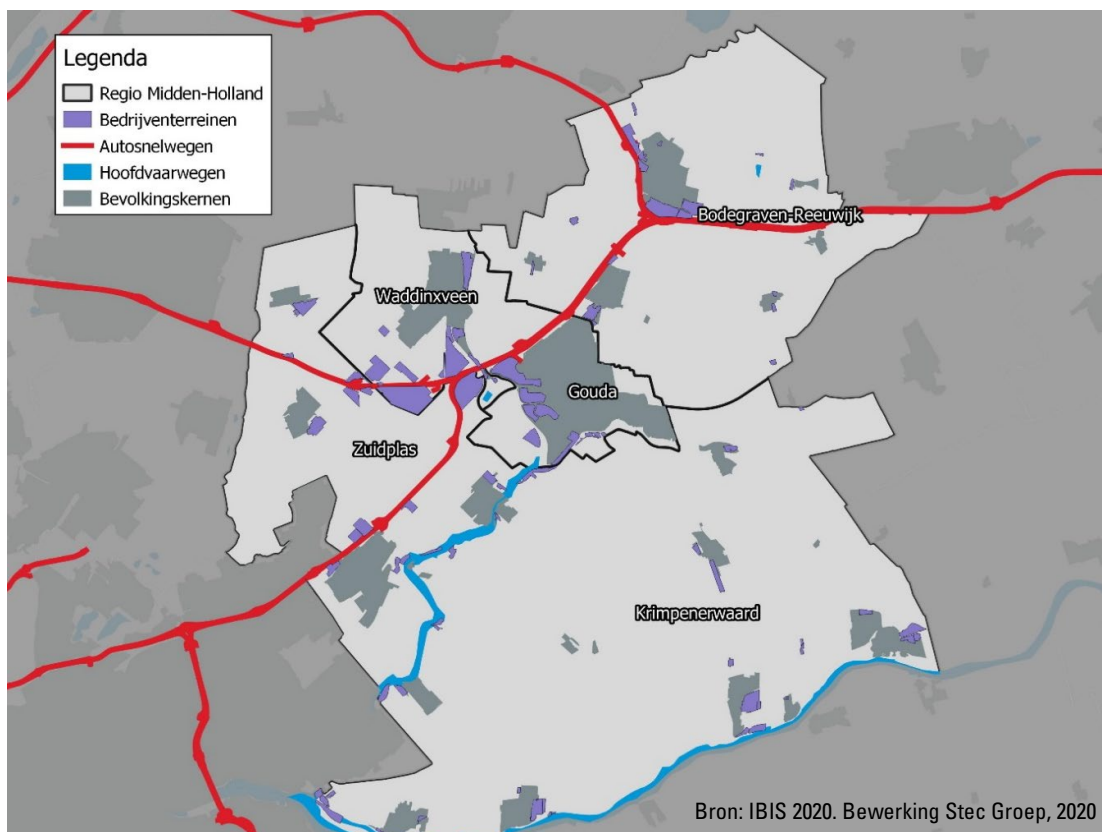 Legenda
Regio Midden-Holland
Bedrijventerreinen
Autosnelwegen
Hoofdvaarwegen
Bevolkingskernen
Bodegraven-Reeuwijk
Waddinxveen
Gouda
Zuidplas
Krimpenerwaard
Bron: IBIS 2020. Bewerking Stec Groep, 2020